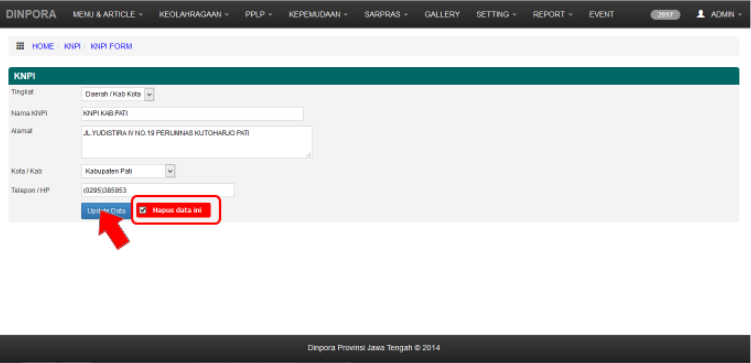 DINPORA MENU & ARTICLE KEOLAHRAGAAN PPLP KEPEMUDAAN SARPRAS GALLERY SETTING REPORT EVENT 2017 ADMIN
HOME / KNPI / KNPI FORM
KNPI
Tingkat Daerah / Kab Kota
Nama KNPI KNPI KAB.PATI
Alamat JL.YUDISTIRA IV NO.19 PERUMNAS KUTOHARJO PATI
Kota / Kab Kabupaten Pati
Telepon / HP (0295)385953
Update Data Hapus data ini
Dinpora Provinsi Jawa Tengah © 2014